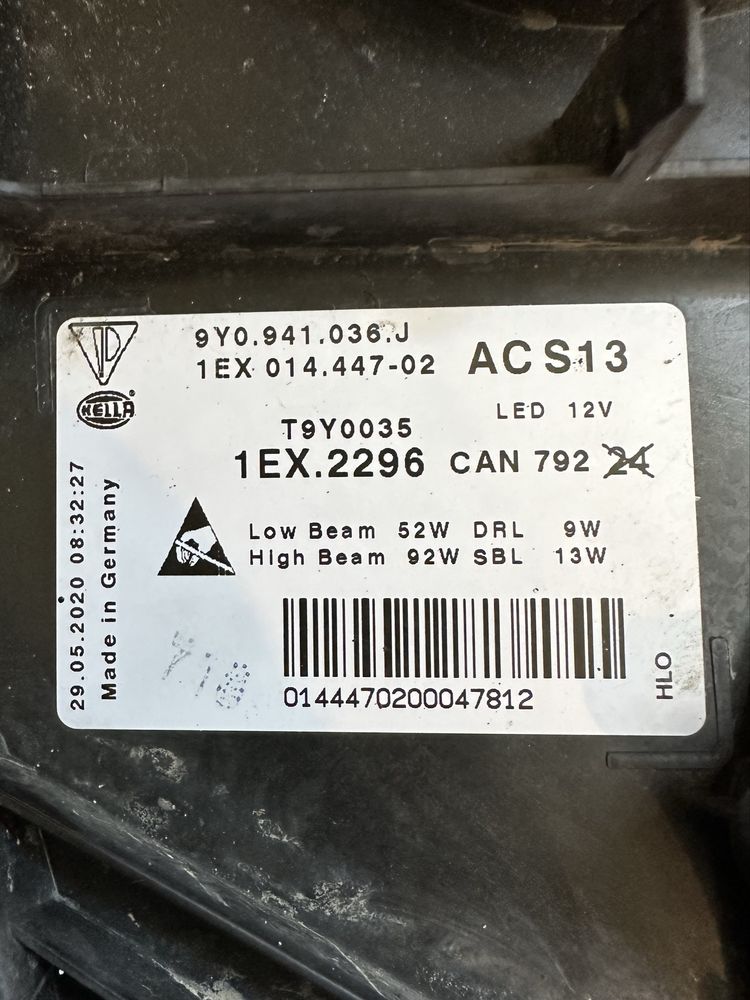 9Y0.941.036.J
1EX 014.447-02
ACS13
HELLA
LED 12V
T9Y0035
1EX.2296 CAN 792 24
Low Beam 52W DRL 9W
High Beam 92W SBL 13W
29.05.2020 08:32:27
Made in Germany
0144470200047812
HLO